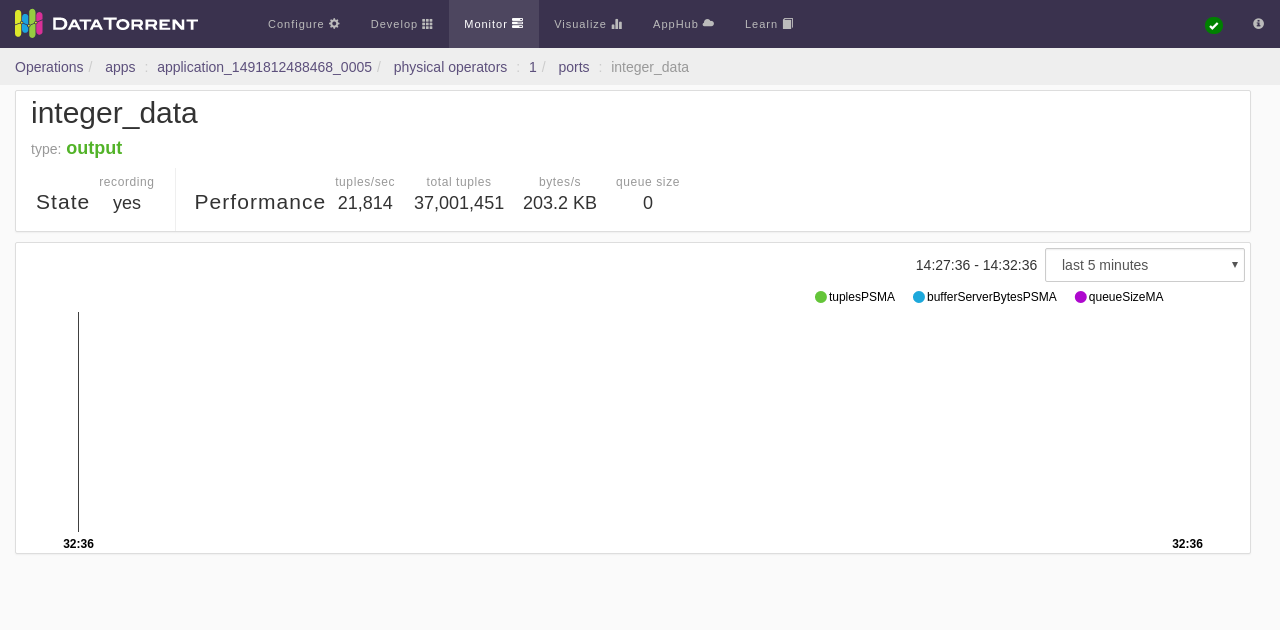 DATATORRENT Configure Develop Monitor Visualize AppHub Learn
Operations / apps : application_1491812488468_0005 / physical operators : 1 / ports : integer_data
integer_data
type: output
recording tuples/sec total tuples bytes/s queue size
State yes Performance 21,814 37,001,451 203.2 KB 0
14:27:36 - 14:32:36 last 5 minutes
tuplesPSMA bufferServerBytesPSMA queueSizeMA
32:36 32:36